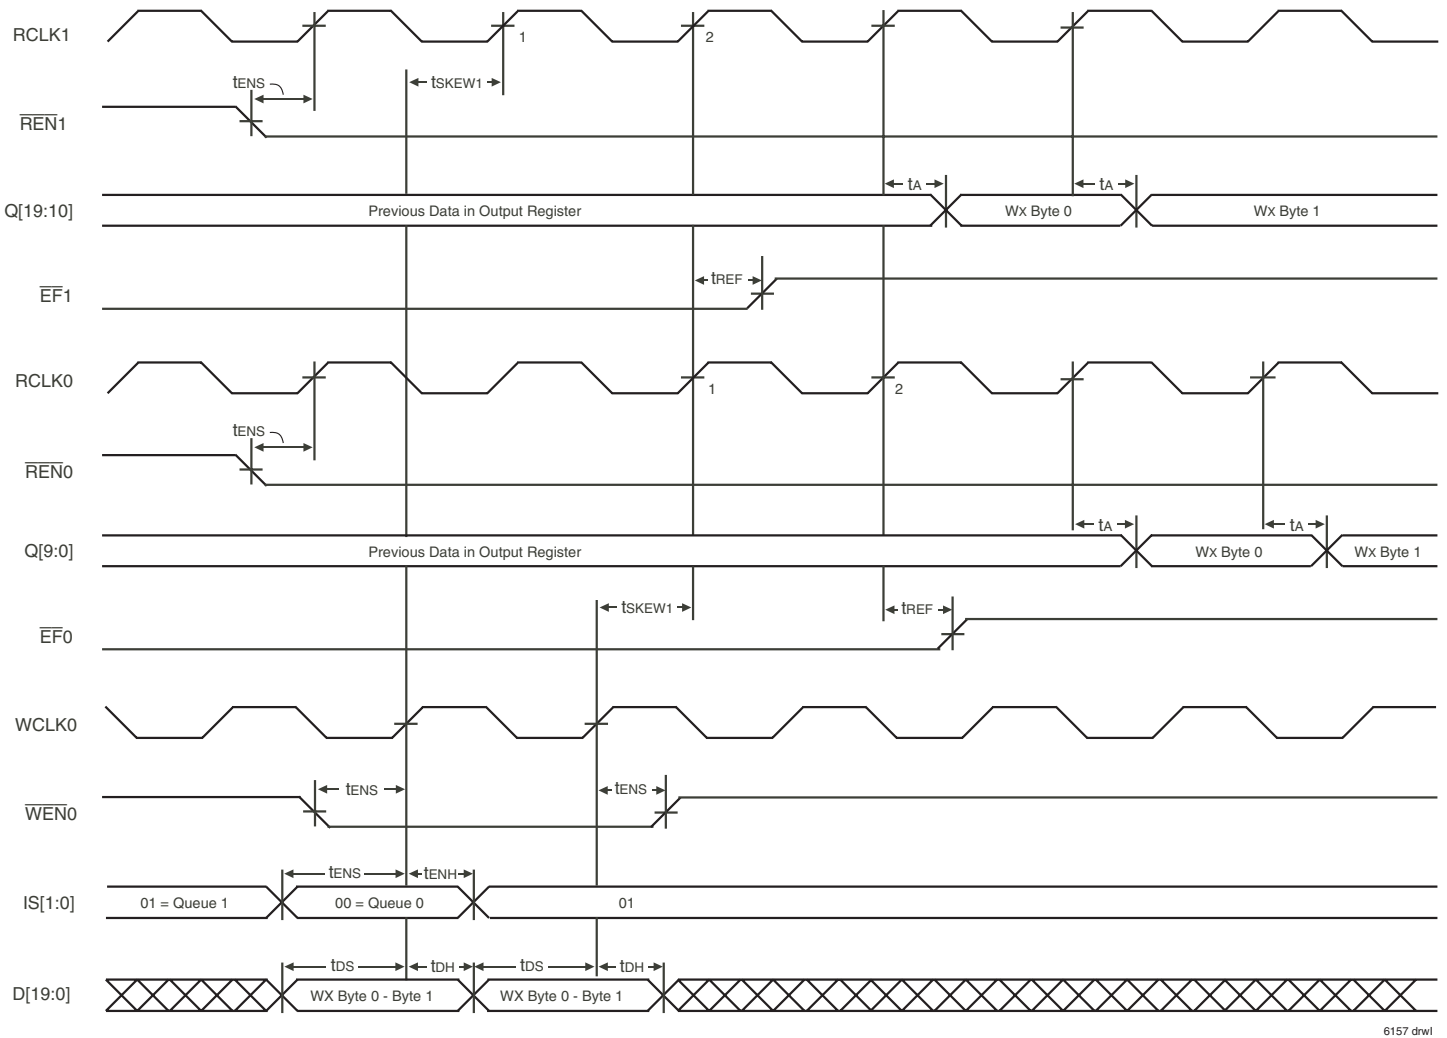 RCLK1
1
2
tENS
tSKEW1
REN1
tA
tA
Q[19:10]
Previous Data in Output Register
WX Byte 0
WX Byte 1
tREF
EF1
RCLK0
1
2
tENS
REN0
tA
tA
Q[9:0]
Previous Data in Output Register
WX Byte 0
WX Byte 1
tSKEW1
tREF
EF0
WCLK0
tENS
tENS
WEN0
tENS
tENH
IS[1:0]
01 = Queue 1
00 = Queue 0
01
tDS
tDH
tDS
tDH
D[19:0]
WX Byte 0 - Byte 1
WX Byte 0 - Byte 1
6157 drwI